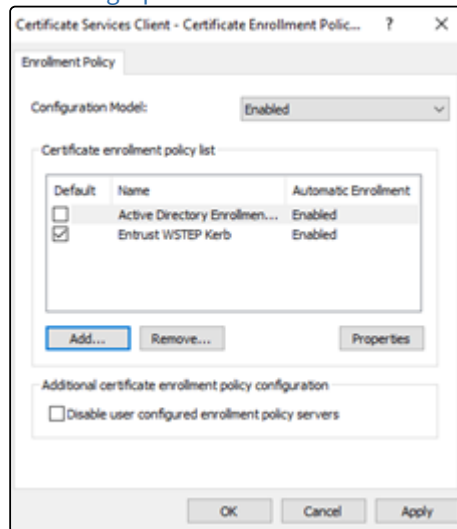 Certificate Services Client - Certificate Enrollment Polic... ? ×
Enrollment Policy
Configuration Model: Enabled
Certificate enrollment policy list
Default Name Automatic Enrollment
Active Directory Enrollmen... Enabled
Entrust WSTEP Kerb Enabled
Add... Remove... Properties
Additional certificate enrollment policy configuration
Disable user configured enrollment policy servers
OK Cancel Apply